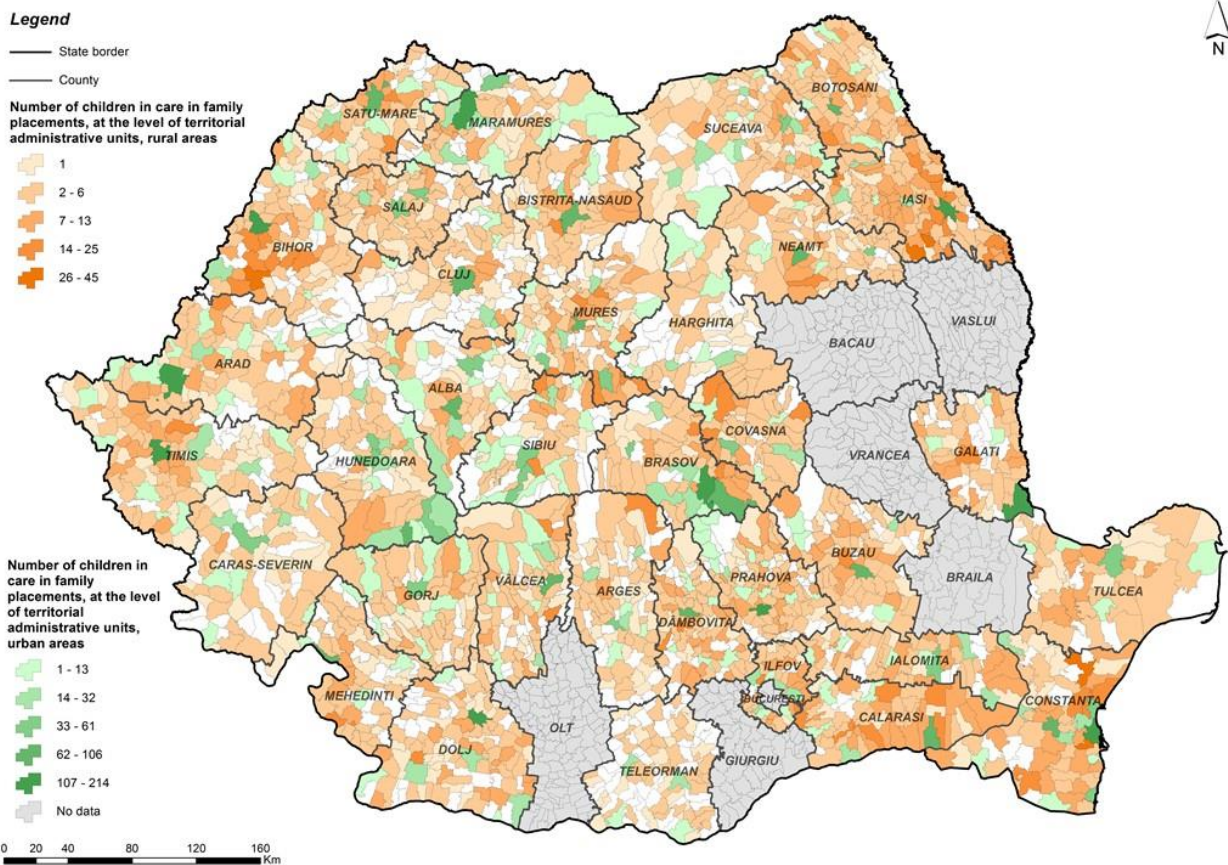 Legend
State border
County
Number of children in care in family
placements, at the level of territorial
administrative units, rural areas
1
2 - 6
7 - 13
14 - 25
26 - 45
Number of children in
care in family
placements, at the level
of territorial
administrative units,
urban areas
1 - 13
14 - 32
33 - 61
62 - 106
107 - 214
No data
0 20 40 80 120 160
Km
N
BOTOSANI
SATU-MARE
MARAMURES
SUCEAVA
SALAJ
BISTRITA-NASAUD
IASI
BIHOR
NEAMT
CLUJ
MURES
HARGHITA
VASLUI
BACAU
ARAD
ALBA
COVASNA
SIBIU
TIMIS
HUNEDOARA
BRASOV
VRANCEA
GALATI
CARAS-SEVERIN
GORJ
VÂLCEA
ARGES
PRAHOVA
BUZAU
BRAILA
TULCEA
DÂMBOVITA
ILFOV
IALOMITA
MEHEDINTI
BUCURESTI
CONSTANTA
CALARASI
OLT
DOLJ
TELEORMAN
GIURGIU